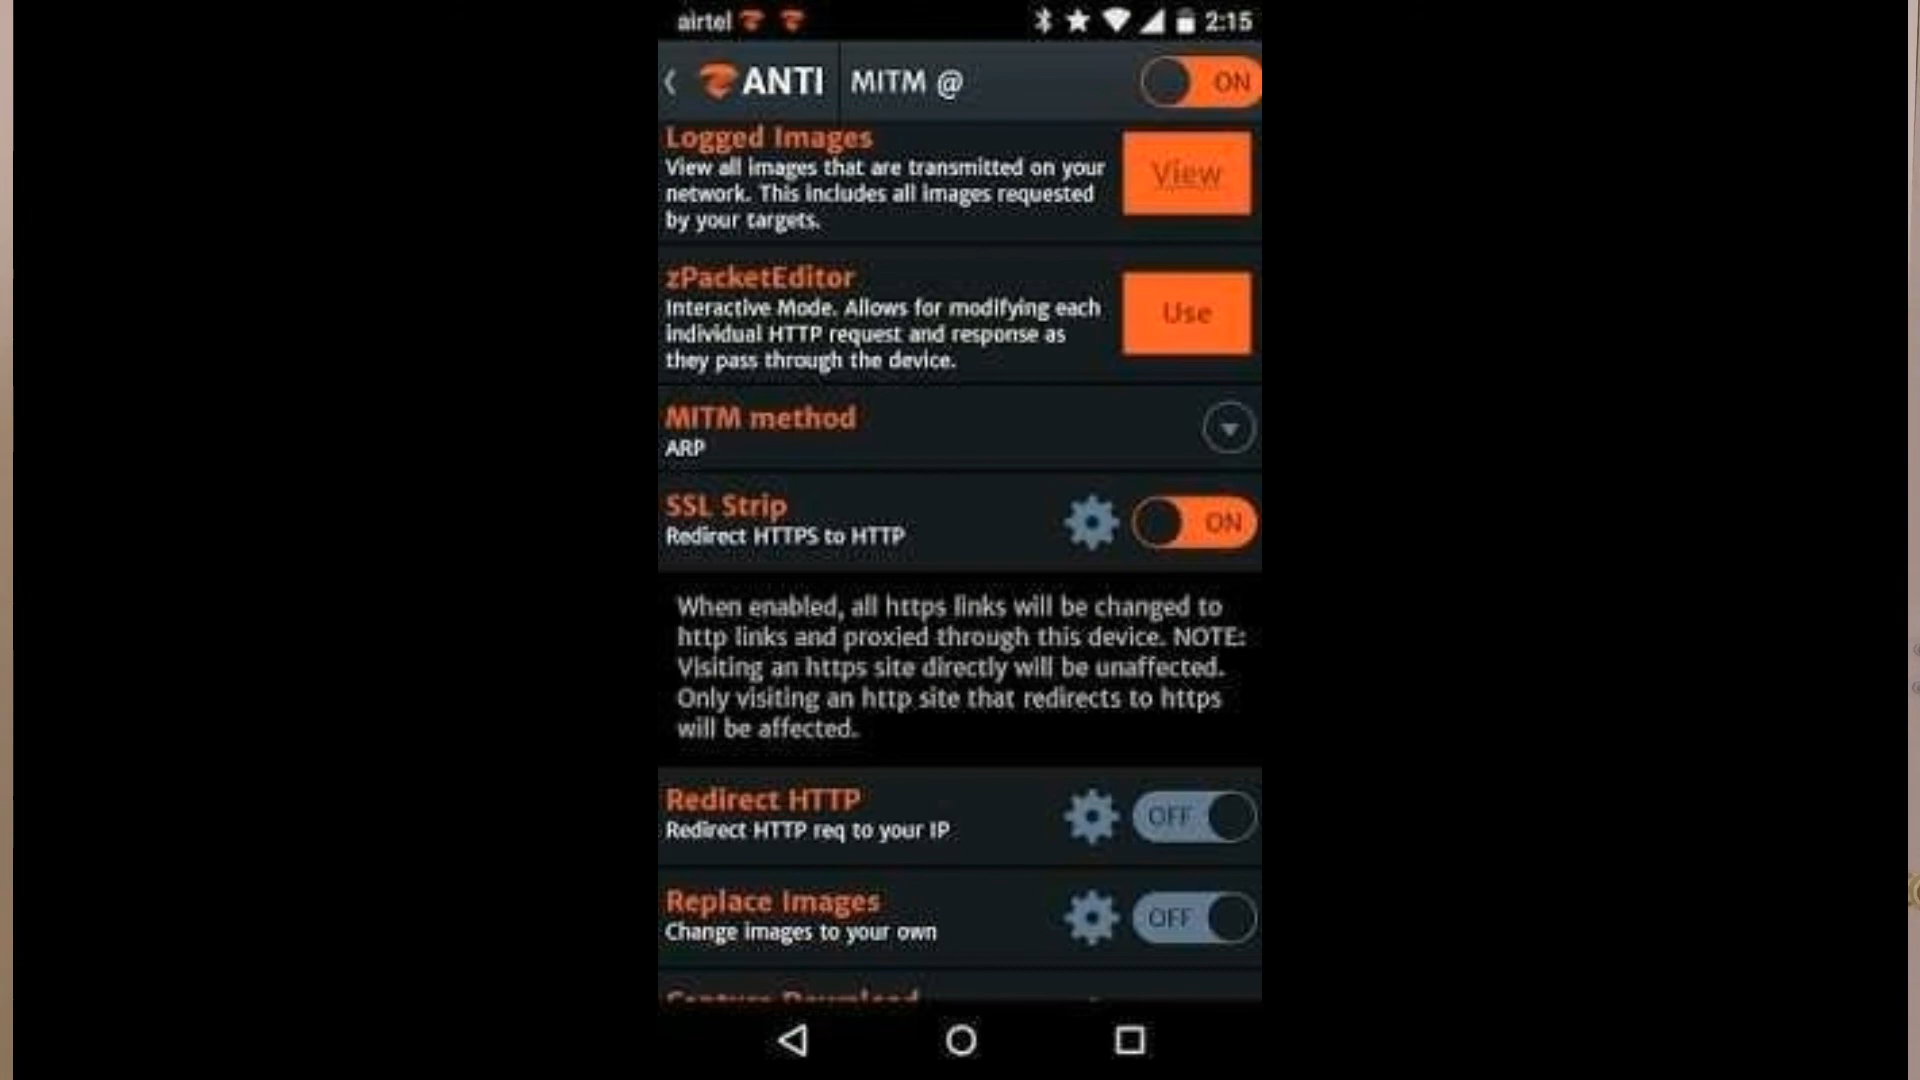 airtel 2:15
ANTI MITM @ ON
Logged Images
View all images that are transmitted on your
network. This includes all images requested
by your targets.
View
zPacketEditor
Interactive Mode. Allows for modifying each
individual HTTP request and response as
they pass through the device.
Use
MITM method
ARP
SSL Strip
Redirect HTTPS to HTTP
ON
When enabled, all https links will be changed to
http links and proxied through this device. NOTE:
Visiting an https site directly will be unaffected.
Only visiting an http site that redirects to https
will be affected.
Redirect HTTP
Redirect HTTP req to your IP
OFF
Replace Images
Change images to your own
OFF
Capture Download